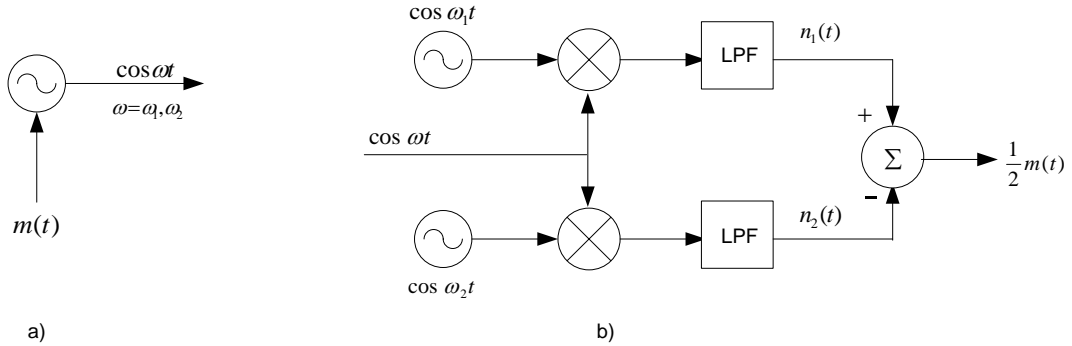 cos ωt
ω=ω₁,ω₂
m(t)
a)
cos ω₁t
LPF
n₁(t)
cos ωt
+
Σ
1/2 m(t)
-
n₂(t)
LPF
cos ω₂t
b)